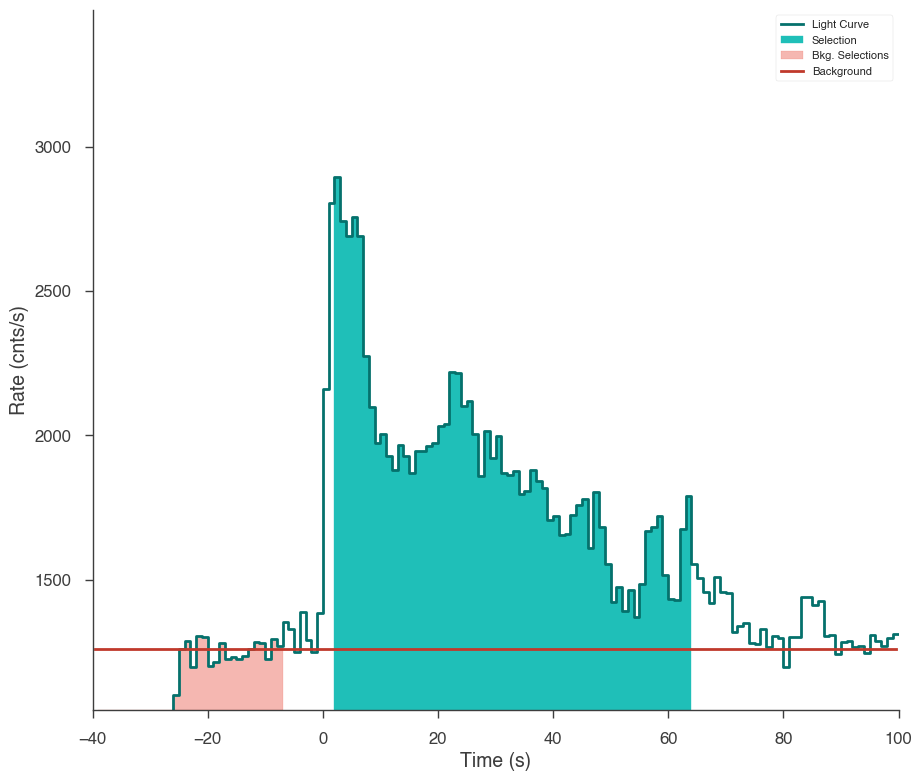 Light Curve
Selection
Bkg. Selections
Background
3000
2500
2000
1500
Rate (cnts/s)
−40 −20 0 20 40 60 80 100
Time (s)